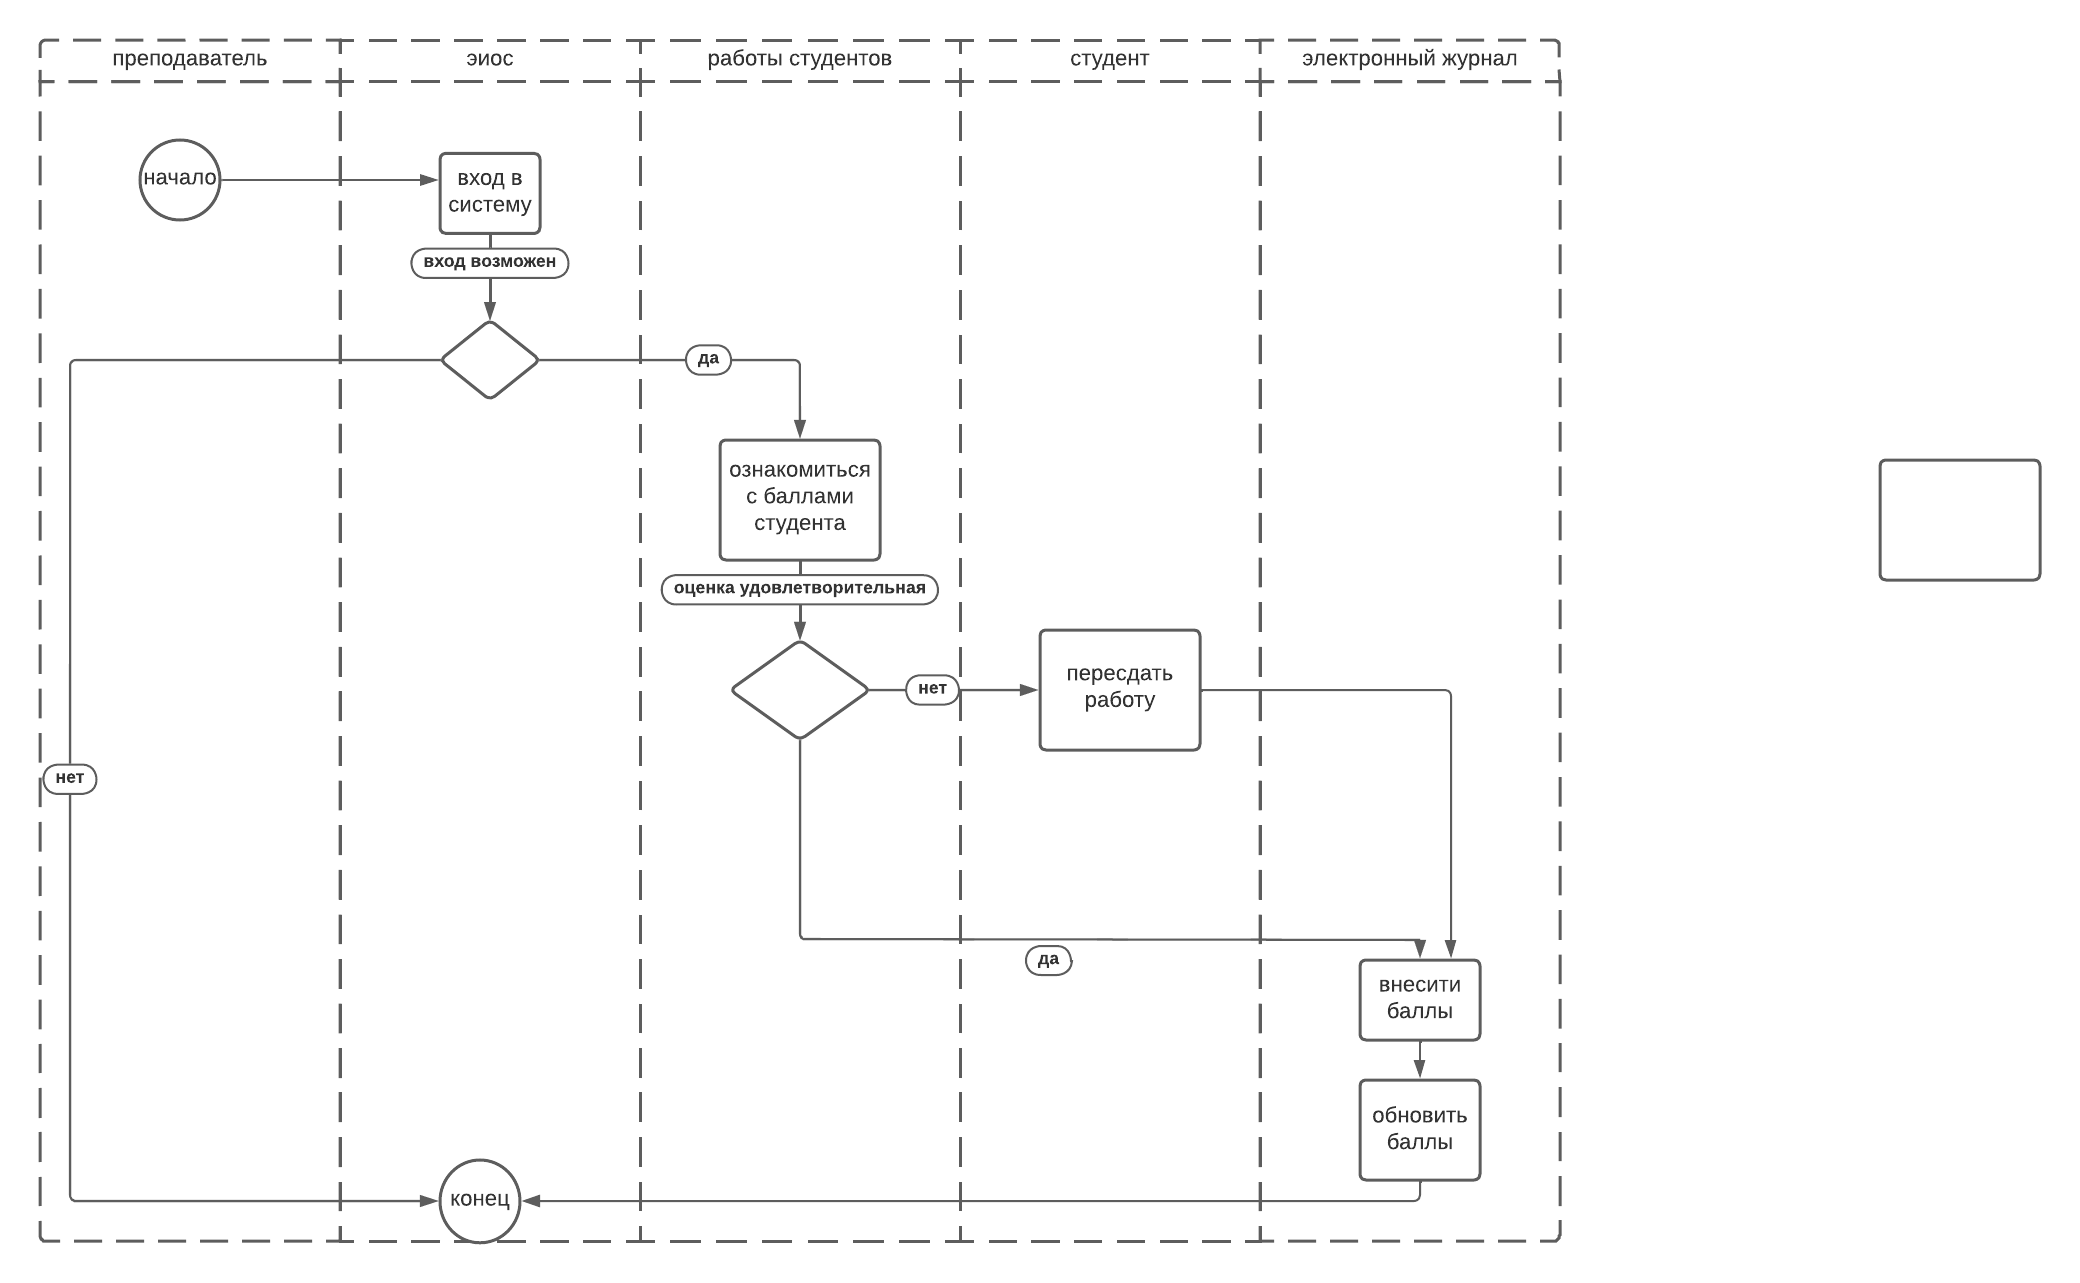 преподаватель
эиос
работы студентов
студент
электронный журнал
начало
вход в
систему
вход возможен
да
ознакомиться
с баллами
студента
оценка удовлетворительная
нет
пересдать
работу
нет
да
внесити
баллы
обновить
баллы
конец